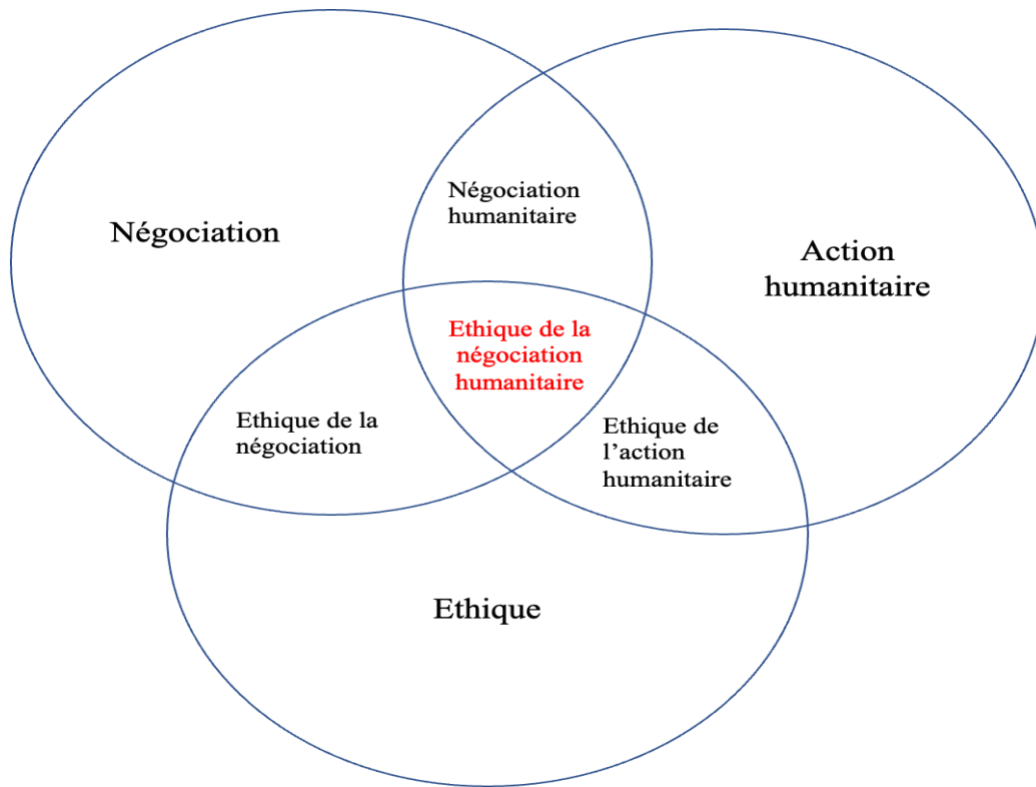 Négociation
humanitaire
Négociation
Action
humanitaire
Ethique de la
négociation
humanitaire
Ethique de la
négociation
Ethique de
l’action
humanitaire
Ethique